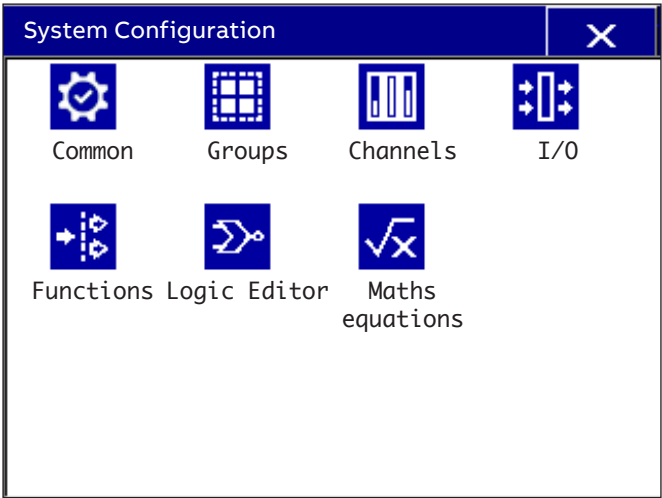 System Configuration
Common Groups Channels I/O
Functions Logic Editor Maths
equations